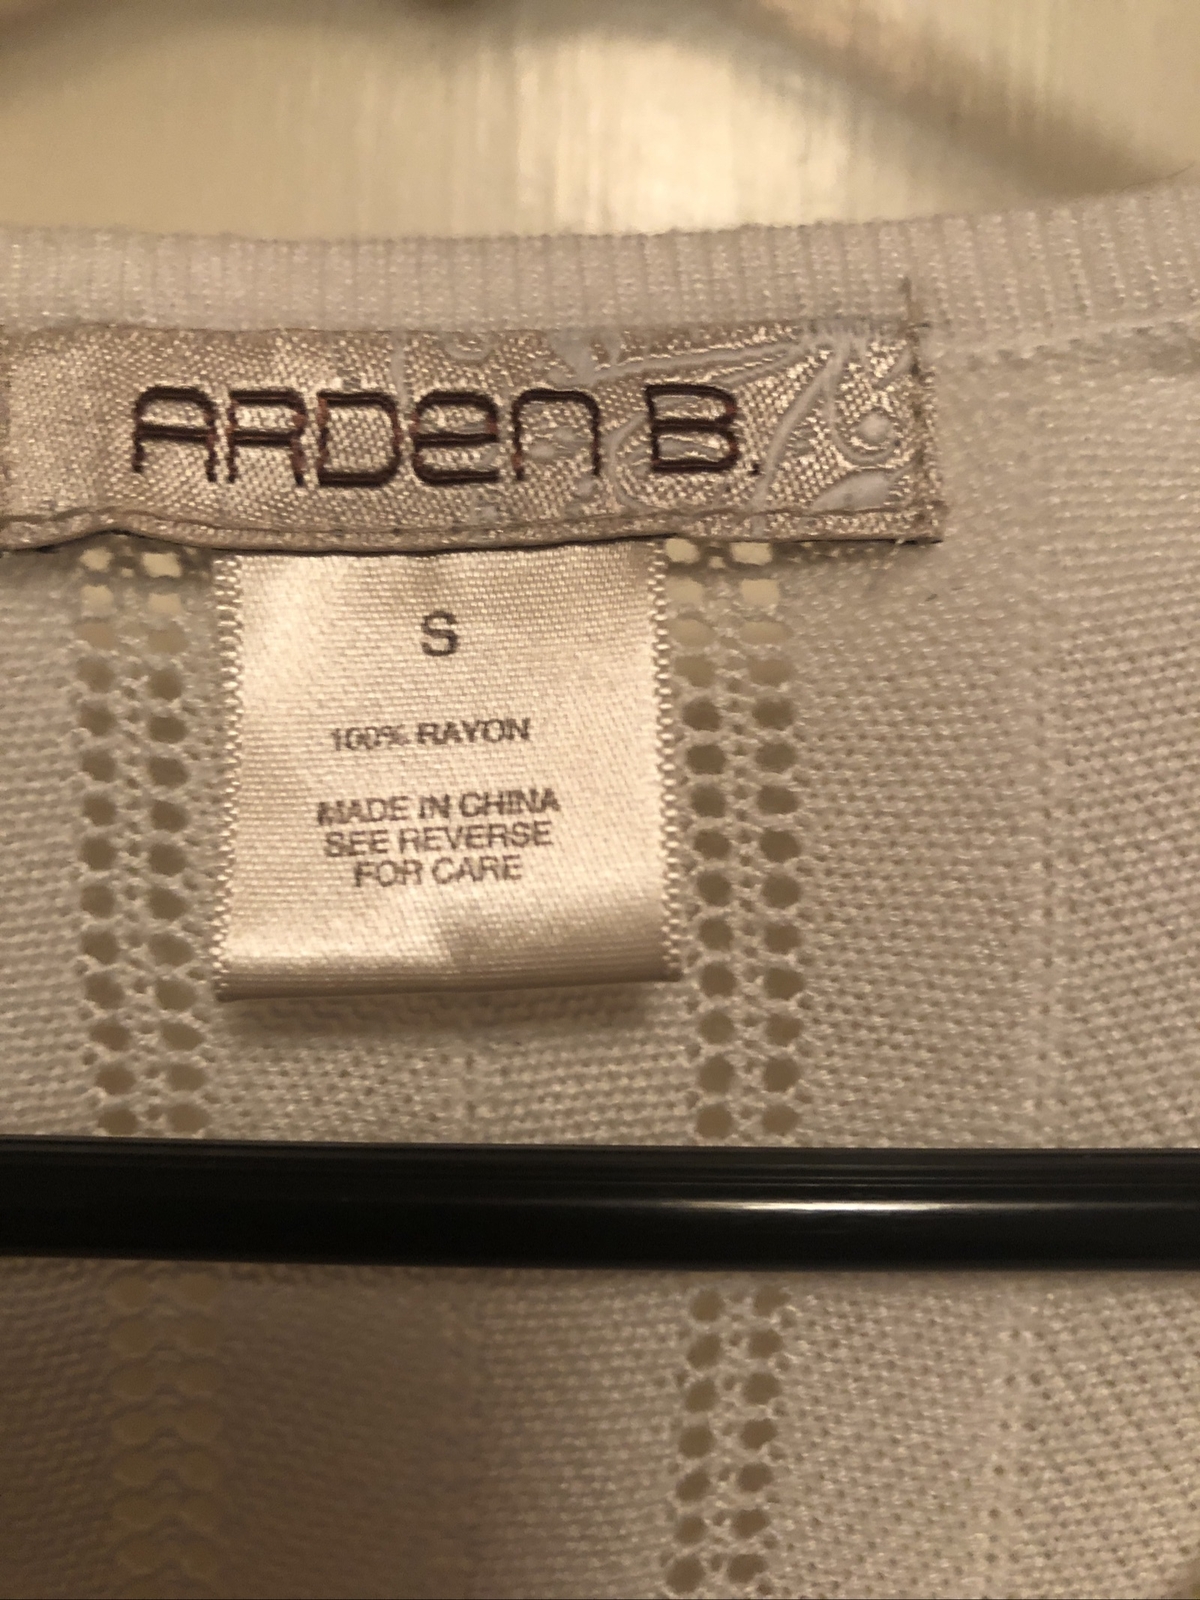 ARDEN B.
S
100% RAYON
MADE IN CHINA
SEE REVERSE
FOR CARE